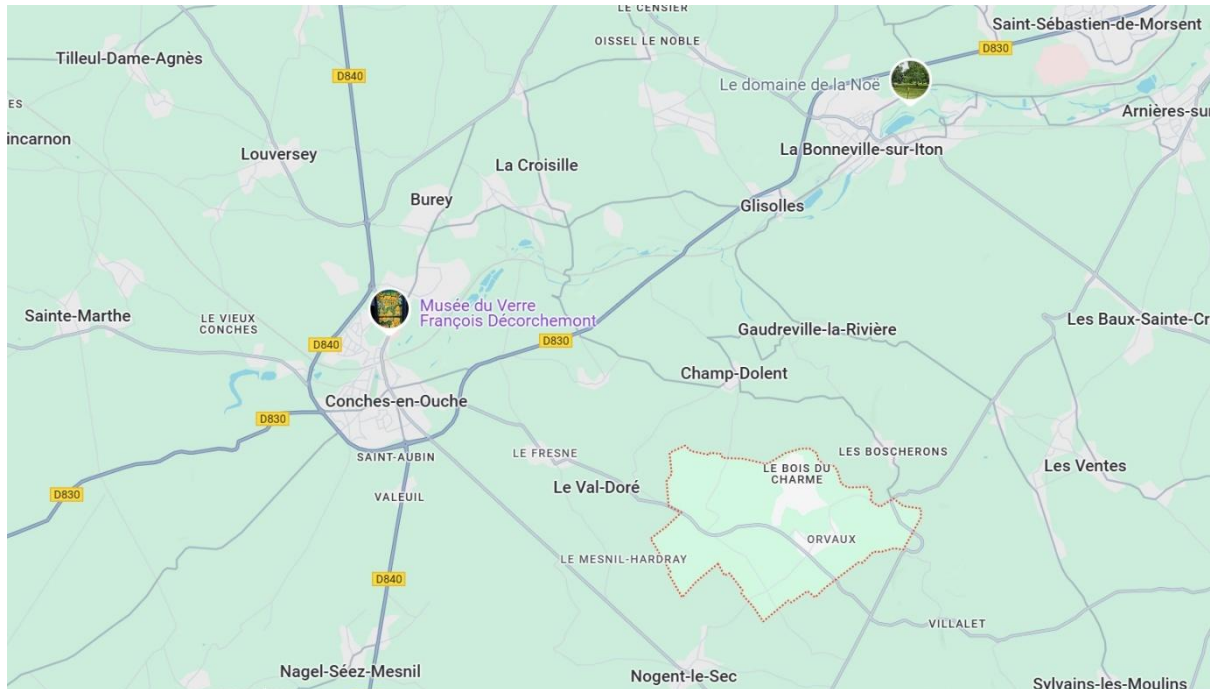 LE CENSIER
Saint-Sébastien-de-Morsent
OISSEL LE NOBLE
D830
Tilleul-Dame-Agnès
D840
Le domaine de la Noë
ES
Arnières-sur
incarnon
Louversey
La Croisille
La Bonneville-sur-Iton
Burey
Glisolles
Musée du Verre
François Décorchemont
Sainte-Marthe
LE VIEUX
CONCHES
Gaudreville-la-Rivière
Les Baux-Sainte-Cr
D840
D830
Champ-Dolent
Conches-en-Ouche
D830
SAINT-AUBIN
LE FRESNE
LES BOSCHERONS
LE BOIS DU
CHARME
Les Ventes
Le Val-Doré
D830
VALEUIL
ORVAUX
LE MESNIL-HARDRAY
D840
VILLALET
Nagel-Séez-Mesnil
Nogent-le-Sec
Sylvains-les-Moulins